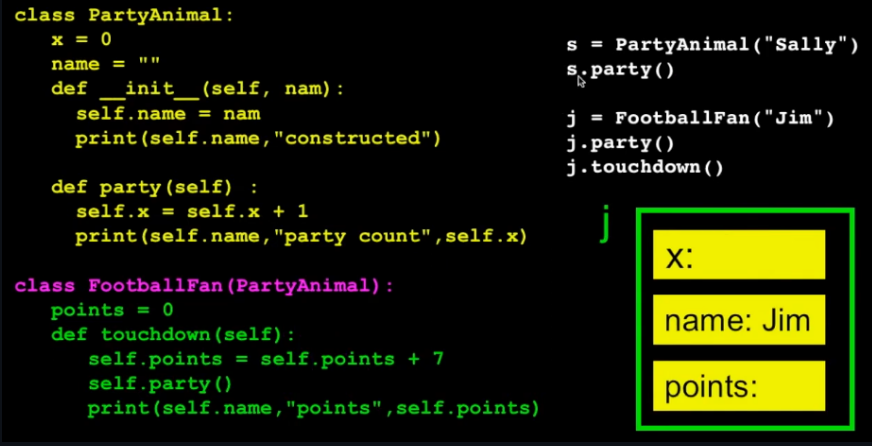 class PartyAnimal:
x = 0
name = ""
def __init__(self, nam):
self.name = nam
print(self.name,"constructed")
def party(self) :
self.x = self.x + 1
print(self.name,"party count",self.x)
class FootballFan(PartyAnimal):
points = 0
def touchdown(self):
self.points = self.points + 7
self.party()
print(self.name,"points",self.points)
s = PartyAnimal("Sally")
s.party()
j = FootballFan("Jim")
j.party()
j.touchdown()
j
x:
name: Jim
points: